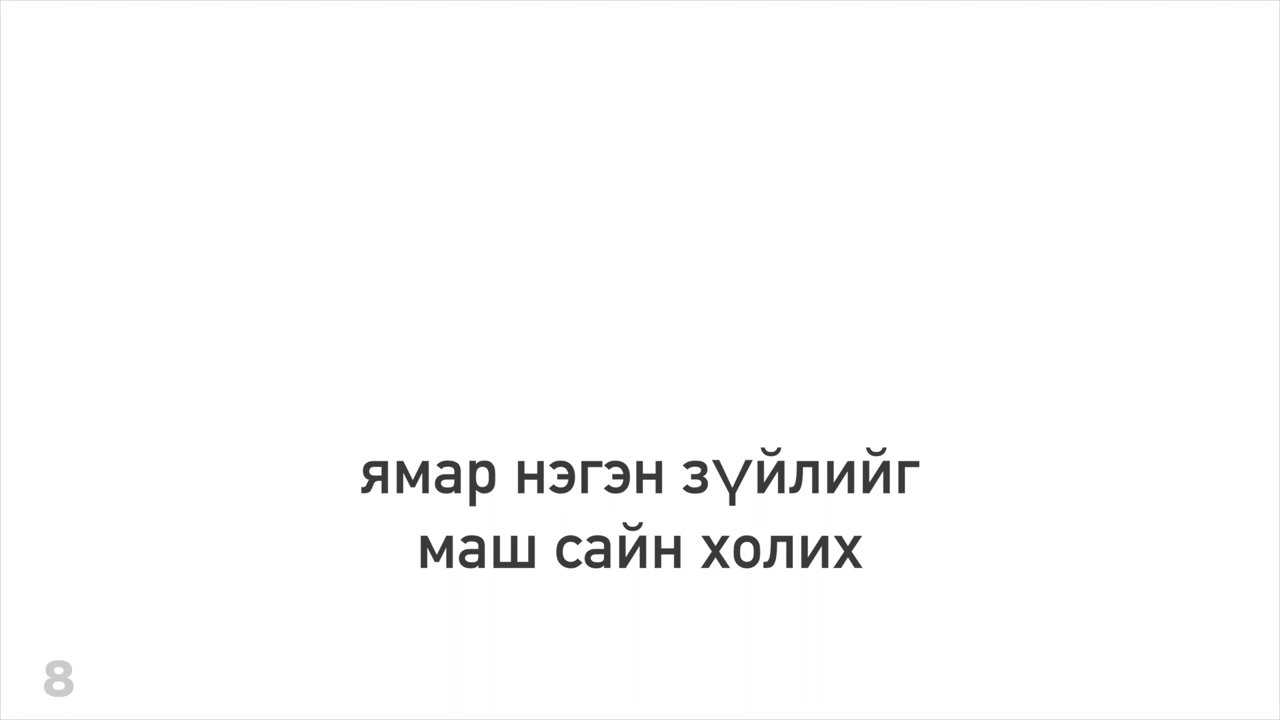 ямар нэгэн зүйлийг
маш сайн холих
8